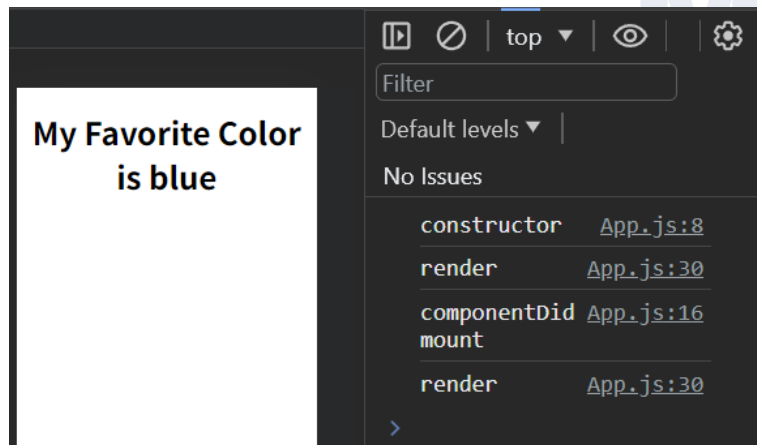 My Favorite Color
is blue
top ▼
Filter
Default levels ▼
No Issues
constructor App.js:8
render App.js:30
componentDid App.js:16
mount
render App.js:30